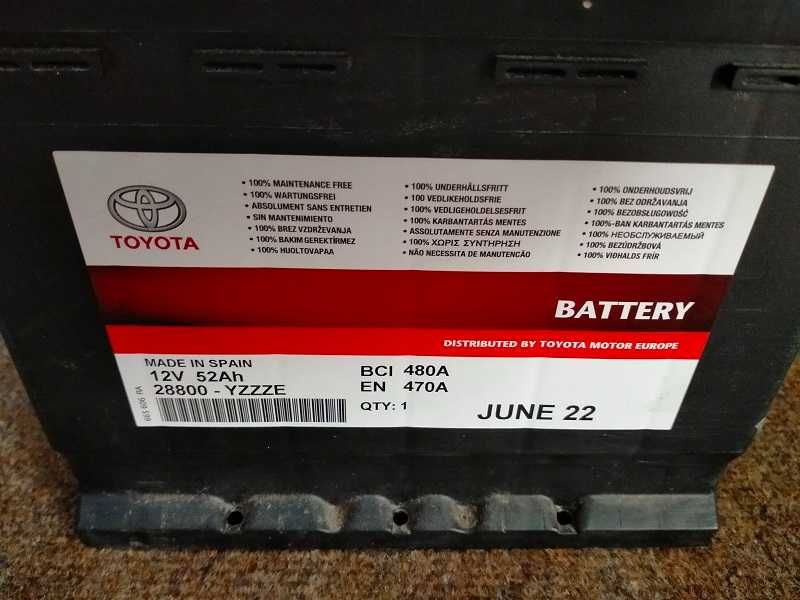 TOYOTA
• 100% MAINTENANCE FREE
• 100% WARTUNGSFREI
• ABSOLUMENT SANS ENTRETIEN
• SIN MANTENIMIENTO
• 100% BREZ VZDRŽEVANJA
• 100% BAKIM GEREKTİRMEZ
• 100% HUOLTOVAPAA
• 100% UNDERHÅLLSFRITT
• 100 VEDLIKEHOLDSFRIE
• 100% VEDLIGEHOLDELSESFRIT
• 100% KARBANTARTÁS MENTES
• ABSOLUTAMENTE SENZA MANUTENZIONE
• 100% ΧΩΡΙΣ ΣΥΝΤΗΡΗΣΗ
• NÃO NECESSITA DE MANUTENCÃO
• 100% ONDERHOUDSVRIJ
• 100% BEZ ODRŽAVANJA
• 100% BEZOBSŁUGOWOŚĆ
• 100%-BAN KARBANTARTÁS MENTES
• 100% НЕОБСЛУЖИВАЕМЫЙ
• 100% BEZÚDRŽBOVÁ
• 100% VIÐHALDS FRÍR
BATTERY
DISTRIBUTED BY TOYOTA MOTOR EUROPE
MADE IN SPAIN
12V 52Ah
28800 - YZZZE
BCI 480A
EN 470A
QTY: 1
JUNE 22